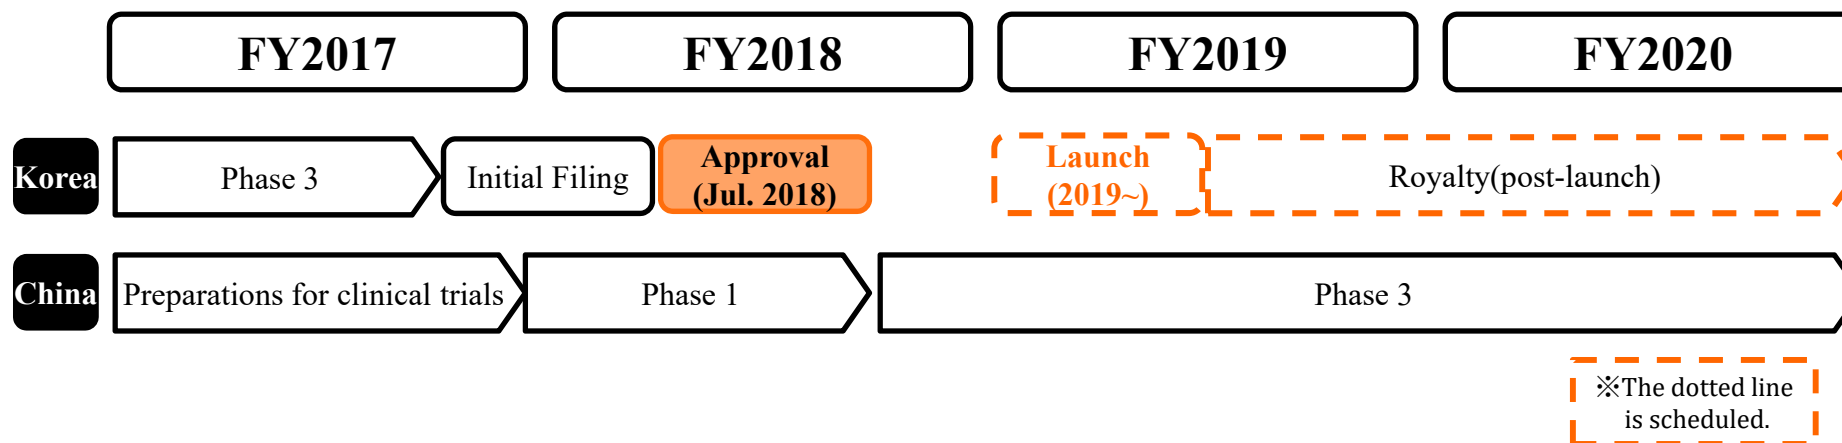 FY2017 FY2018 FY2019 FY2020
Korea
Phase 3
Initial Filing
Approval
(Jul. 2018)
Launch
(2019~)
Royalty(post-launch)
China
Preparations for clinical trials
Phase 1
Phase 3
※The dotted line
is scheduled.